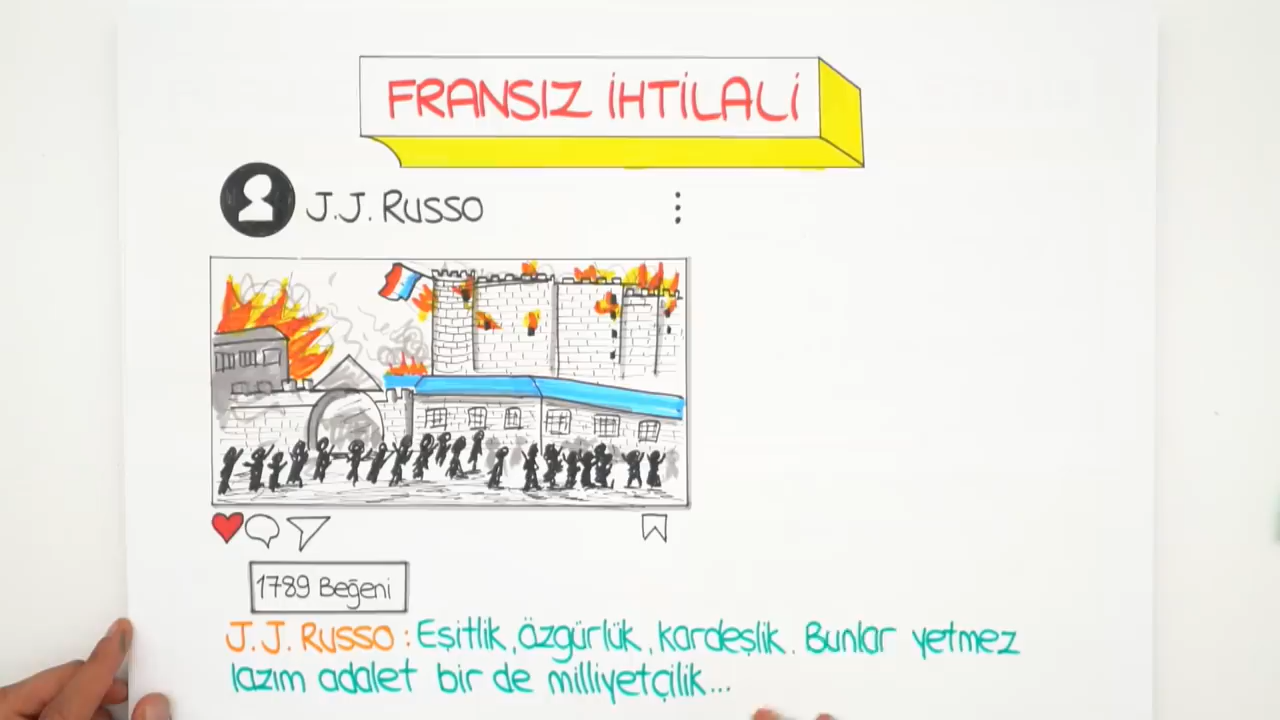 FRANSIZ İHTİLALİ
J.J. Russo
1789 Beğeni
J.J. Russo : Eşitlik, özgürlük, kardeşlik. Bunlar yetmez
lazım adalet bir de milliyetçilik...